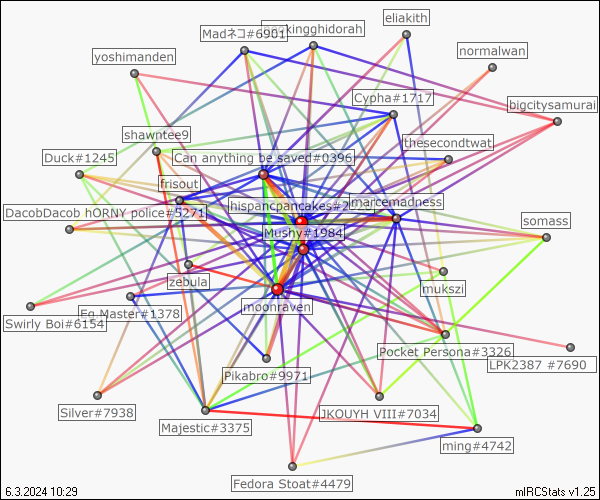 eliakith
Madネコ#6901
kingghidorah
normalwan
yoshimanden
Cypha#1717
bigcitysamurai
shawntee9
thesecondtwat
Duck#1245
Can anything be saved#0396
frisout
hispanicpancakes#2
marcemadness
DacobDacob hORNY police#5271
somass
Mushy#1984
zebula
mukszi
moonraven
Eg Master#1378
Swirly Boi#6154
Pocket Persona#3326
LPK2387 #7690
Pikabro#9971
Silver#7938
JKOUYH VIII#7034
Majestic#3375
ming#4742
Fedora Stoat#4479
6.3.2024 10:29
mIRCStats v1.25